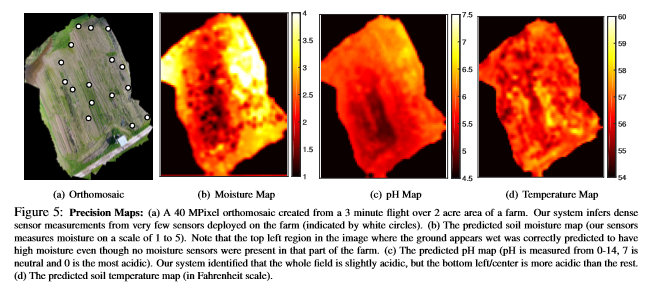 4
3.5
3
2.5
2
1.5
1
7.5
7
6.5
6
5.5
5
4.5
60
59
58
57
56
55
54
(a) Orthomosaic
(b) Moisture Map
(c) pH Map
(d) Temperature Map
Figure 5: Precision Maps: (a) A 40 MPixel orthomosaic created from a 3 minute flight over 2 acre area of a farm. Our system infers dense
sensor measurements from very few sensors deployed on the farm (indicated by white circles). (b) The predicted soil moisture map (our sensors
measures moisture on a scale of 1 to 5). Note that the top left region in the image where the ground appears wet was correctly predicted to have
high moisture even though no moisture sensors were present in that part of the farm. (c) The predicted pH map (pH is measured from 0-14, 7 is
neutral and 0 is the most acidic). Our system identified that the whole field is slightly acidic, but the bottom left/center is more acidic than the rest.
(d) The predicted soil temperature map (in Fahrenheit scale).